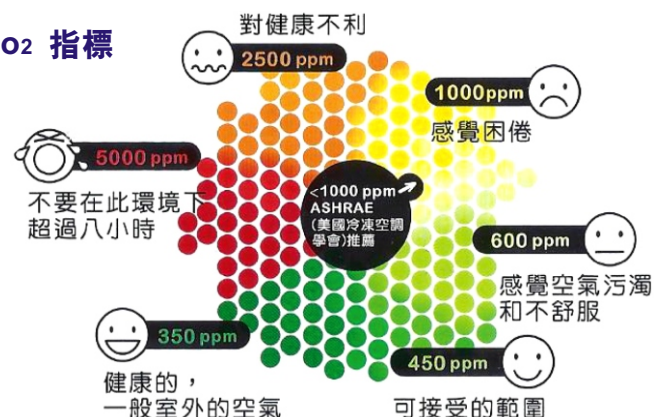 O2 指標
對健康不利
2500 ppm
1000ppm
感覺困倦
5000 ppm
不要在此環境下
超過八小時
<1000 ppm
ASHRAE
(美國冷凍空調
學會)推薦
600 ppm
感覺空氣污濁
和不舒服
350 ppm
健康的，
一般室外的空氣
450 ppm
可接受的範圍